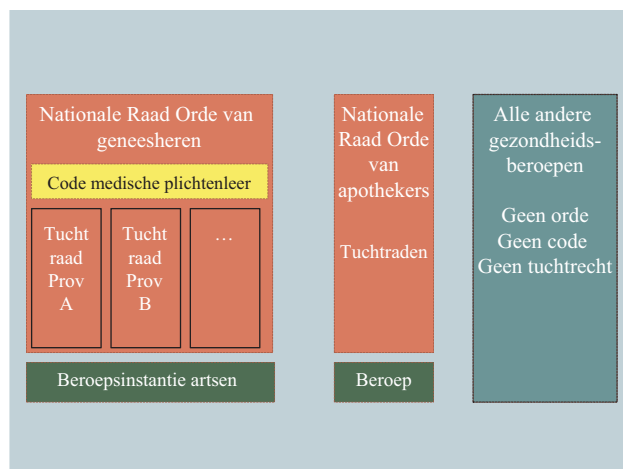 Nationale Raad Orde van
geneesheren
Code medische plichtenleer
Tucht
raad
Prov
A
Tucht
raad
Prov
B
…
Beroepsinstantie artsen
Nationale
Raad Orde
van
apothekers
Tuchtraden
Beroep
Alle andere
gezondheids-
beroepen
Geen orde
Geen code
Geen tuchtrecht